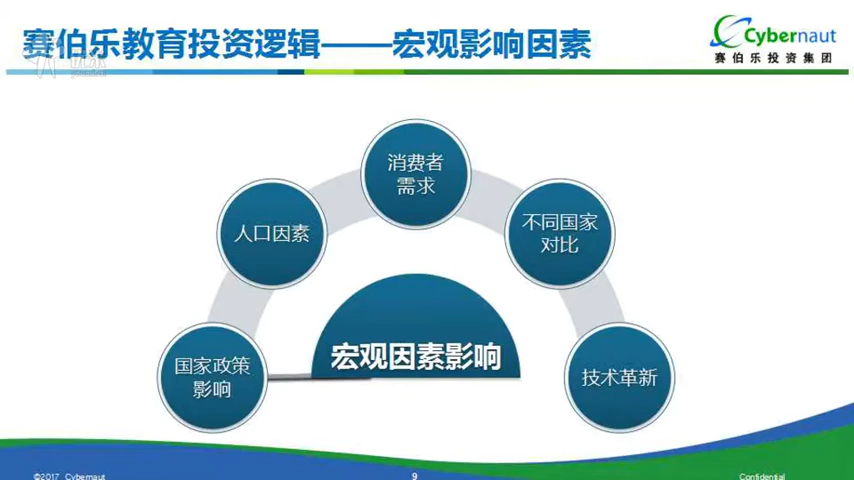 赛伯乐教育投资逻辑——宏观影响因素
Cybernaut
赛伯乐投资集团
消费者
需求
人口因素
不同国家
对比
宏观因素影响
国家政策
影响
技术革新
©2017 Cybernaut
9
Confidential